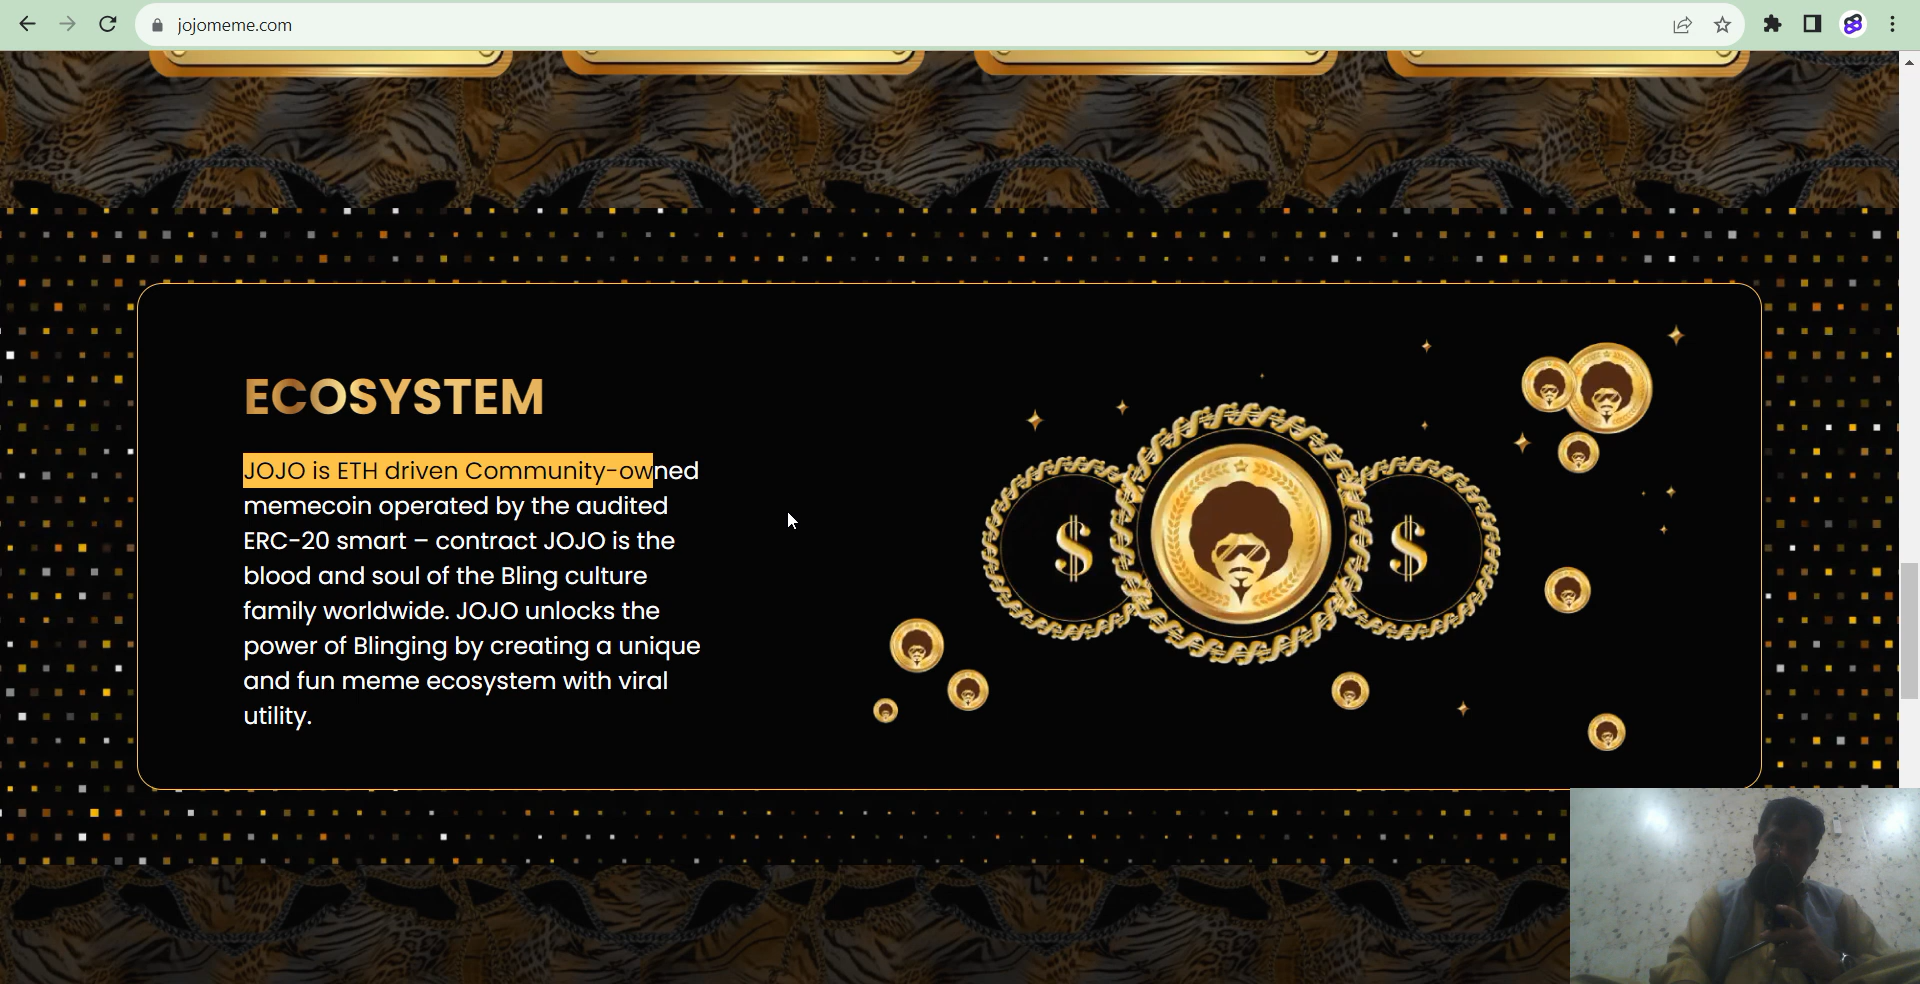 jojomeme.com
ECOSYSTEM
JOJO is ETH driven Community-owned
memecoin operated by the audited
ERC-20 smart – contract JOJO is the
blood and soul of the Bling culture
family worldwide. JOJO unlocks the
power of Blinging by creating a unique
and fun meme ecosystem with viral
utility.
$ $